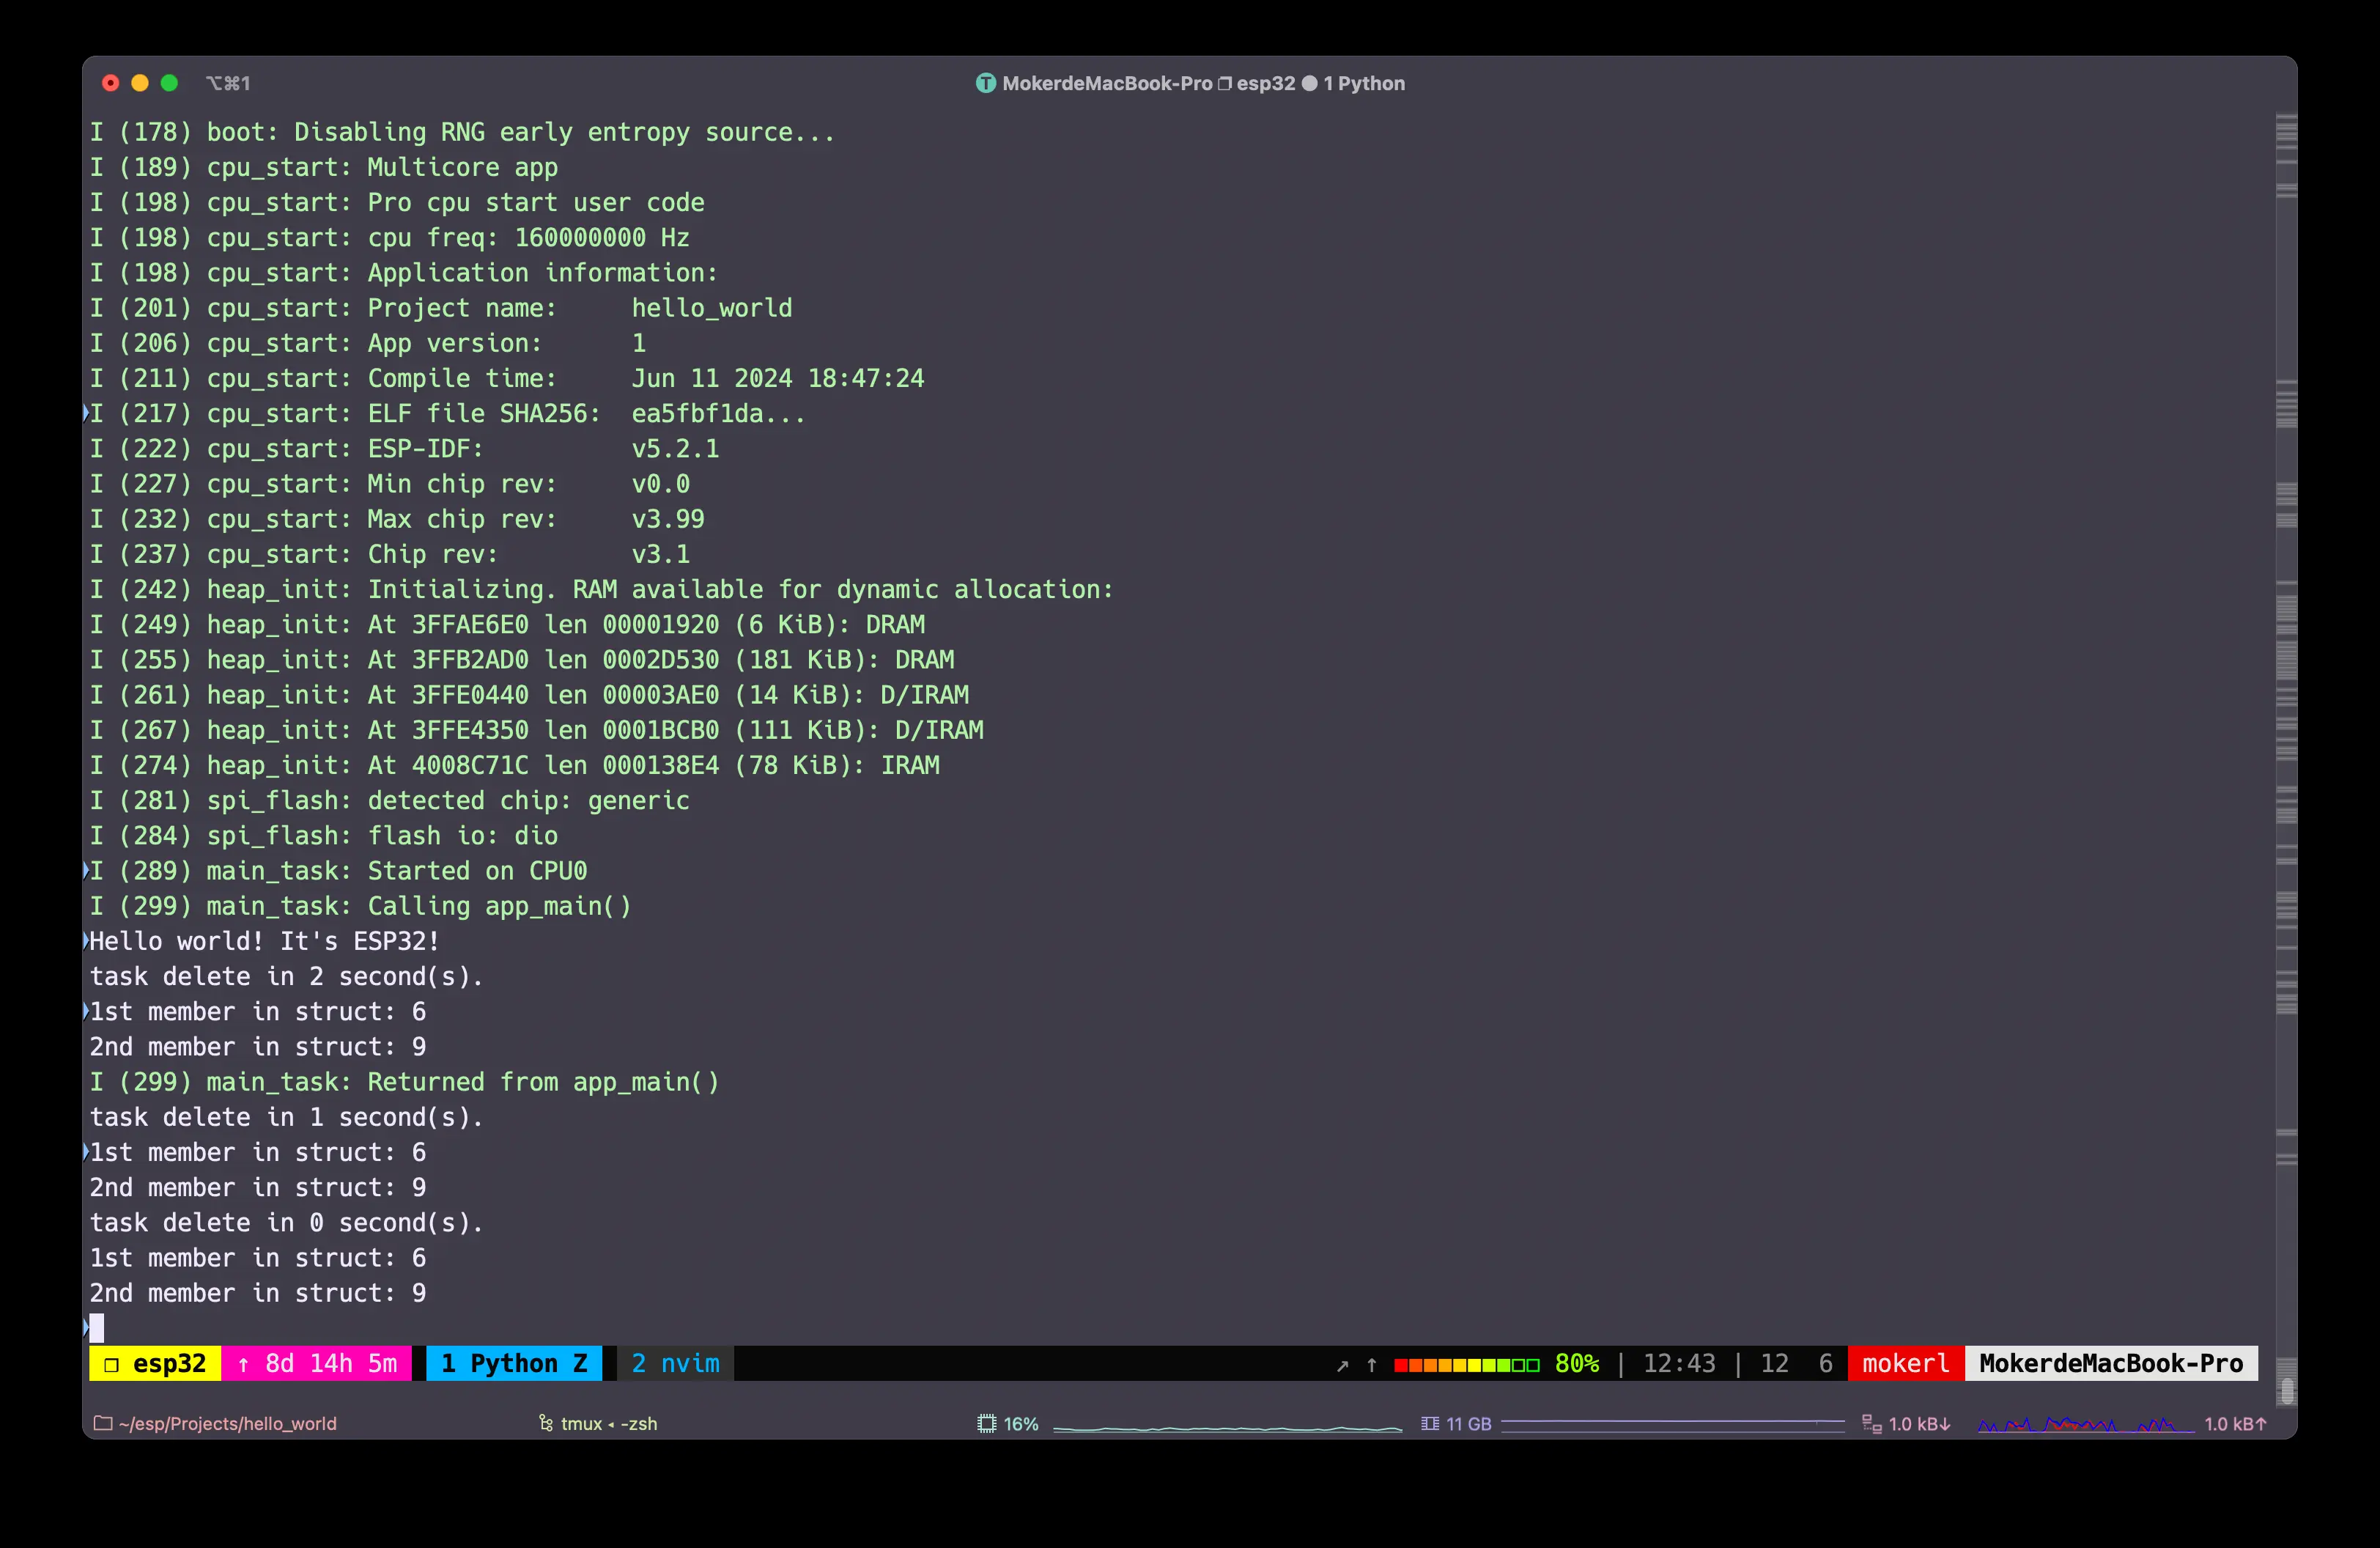 ⌥⌘1
T MokerdeMacBook-Pro ❐ esp32 ● 1 Python
I (178) boot: Disabling RNG early entropy source...
I (189) cpu_start: Multicore app
I (198) cpu_start: Pro cpu start user code
I (198) cpu_start: cpu freq: 160000000 Hz
I (198) cpu_start: Application information:
I (201) cpu_start: Project name:     hello_world
I (206) cpu_start: App version:      1
I (211) cpu_start: Compile time:     Jun 11 2024 18:47:24
I (217) cpu_start: ELF file SHA256:  ea5fbf1da...
I (222) cpu_start: ESP-IDF:          v5.2.1
I (227) cpu_start: Min chip rev:     v0.0
I (232) cpu_start: Max chip rev:     v3.99
I (237) cpu_start: Chip rev:         v3.1
I (242) heap_init: Initializing. RAM available for dynamic allocation:
I (249) heap_init: At 3FFAE6E0 len 00001920 (6 KiB): DRAM
I (255) heap_init: At 3FFB2AD0 len 0002D530 (181 KiB): DRAM
I (261) heap_init: At 3FFE0440 len 00003AE0 (14 KiB): D/IRAM
I (267) heap_init: At 3FFE4350 len 0001BCB0 (111 KiB): D/IRAM
I (274) heap_init: At 4008C71C len 000138E4 (78 KiB): IRAM
I (281) spi_flash: detected chip: generic
I (284) spi_flash: flash io: dio
I (289) main_task: Started on CPU0
I (299) main_task: Calling app_main()
Hello world! It's ESP32!
task delete in 2 second(s).
1st member in struct: 6
2nd member in struct: 9
I (299) main_task: Returned from app_main()
task delete in 1 second(s).
1st member in struct: 6
2nd member in struct: 9
task delete in 0 second(s).
1st member in struct: 6
2nd member in struct: 9
❐ esp32 ↑ 8d 14h 5m 1 Python Z 2 nvim ↗ ↑ 80% | 12:43 | 12 6 mokerl MokerdeMacBook-Pro
~/esp/Projects/hello_world tmux ◂ -zsh 16% 11 GB 1.0 kB↓ 1.0 kB↑